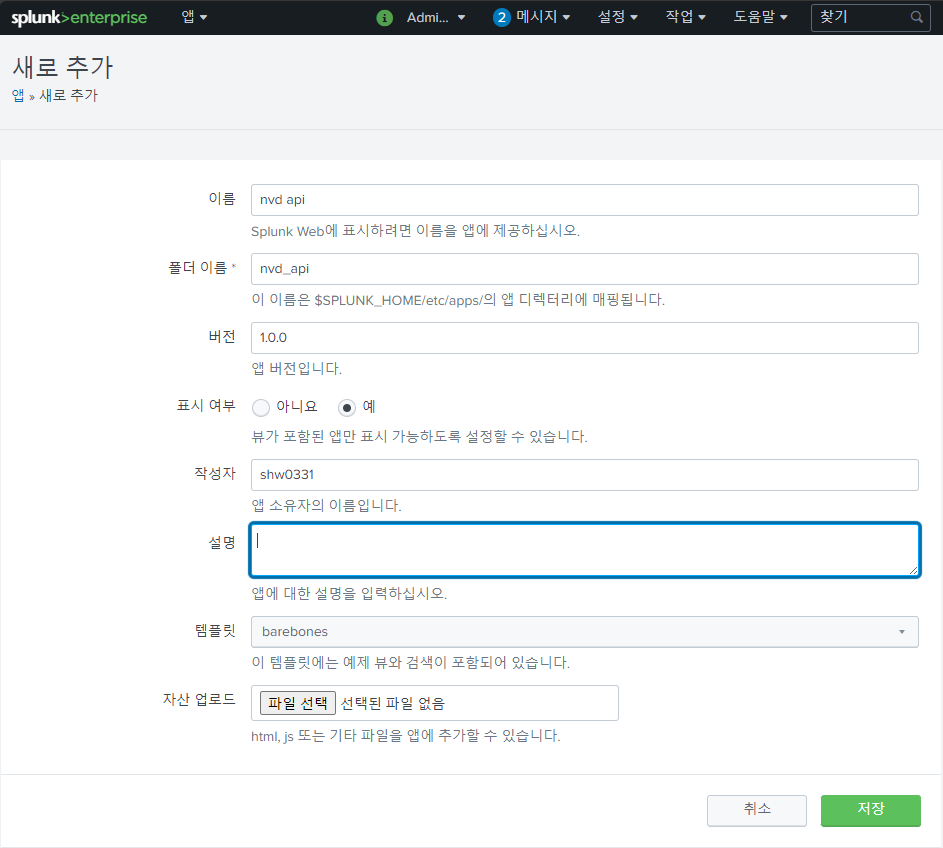 splunk>enterprise 앱 i Admi... 2 메시지 설정 작업 도움말 찾기
새로 추가
앱 » 새로 추가
이름 nvd api
Splunk Web에 표시하려면 이름을 앱에 제공하십시오.
폴더 이름 * nvd_api
이 이름은 $SPLUNK_HOME/etc/apps/의 앱 디렉터리에 매핑됩니다.
버전 1.0.0
앱 버전입니다.
표시 여부 아니요 예
뷰가 포함된 앱만 표시 가능하도록 설정할 수 있습니다.
작성자 shw0331
앱 소유자의 이름입니다.
설명
앱에 대한 설명을 입력하십시오.
템플릿 barebones
이 템플릿에는 예제 뷰와 검색이 포함되어 있습니다.
자산 업로드 파일 선택 선택된 파일 없음
html, js 또는 기타 파일을 앱에 추가할 수 있습니다.
취소 저장